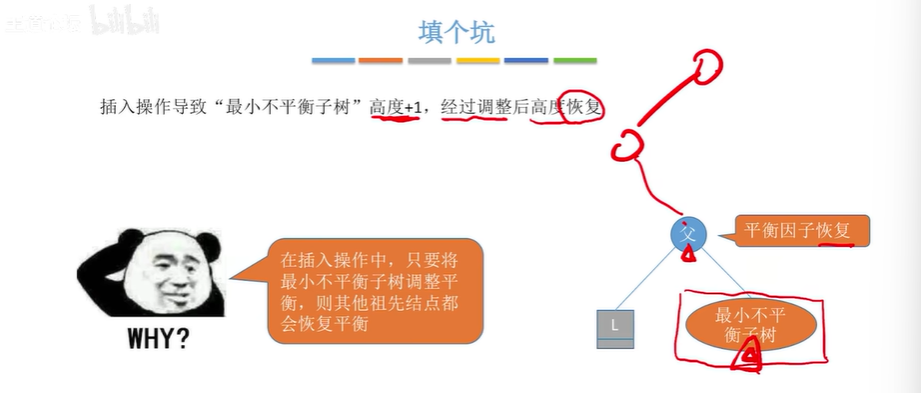 bilibili
填个坑
插入操作导致“最小不平衡子树”高度+1，经过调整后高度恢复
父
平衡因子恢复
在插入操作中，只要将
最小不平衡子树调整平
衡，则其他祖先结点都
会恢复平衡
L
最小不平
衡子树
WHY?